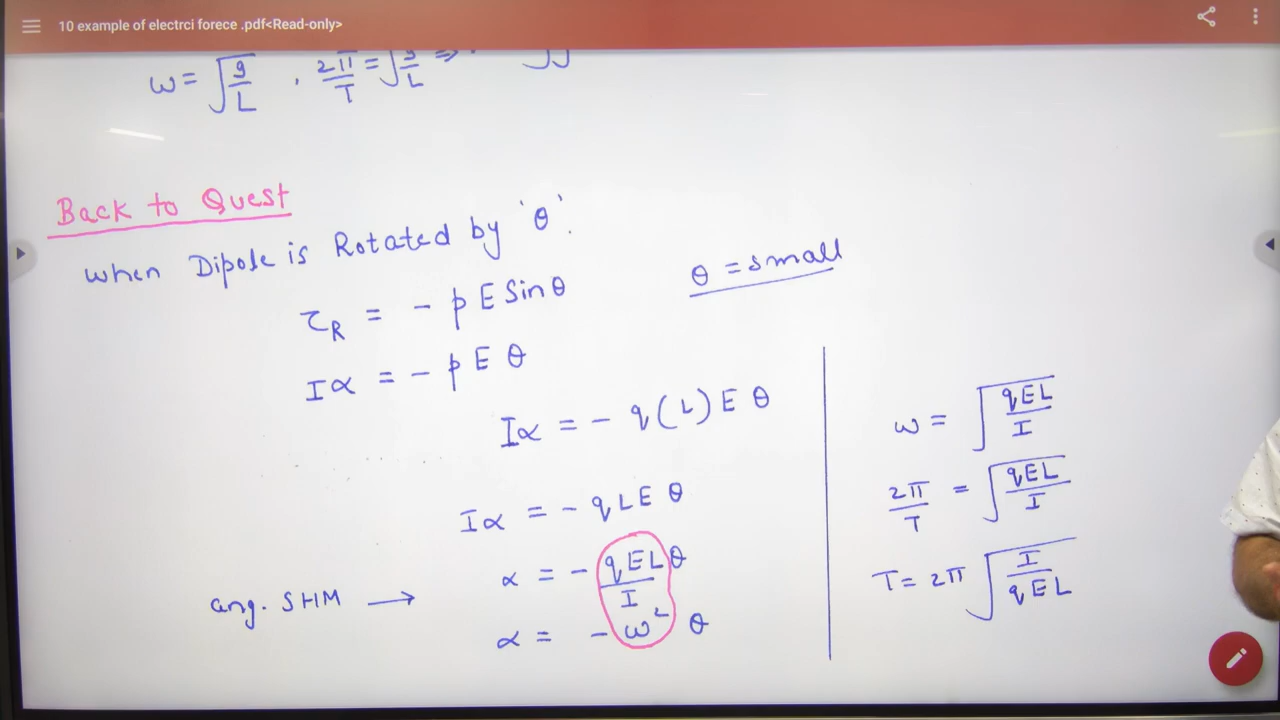 10 example of electrci forece .pdf<Read-only>
ω = √(g/L) , 2π/T = √(g/L) ⇒
Back to Quest
when Dipole is Rotated by 'θ'.
θ = small
τ_R = - p E Sin θ
Iα = - p E θ
Iα = - q(L) E θ
Iα = - q L E θ
α = - qEL/I θ
ang. SHM → α = - ω² θ
ω = √(qEL/I)
2π/T = √(qEL/I)
T = 2π √(I/qEL)